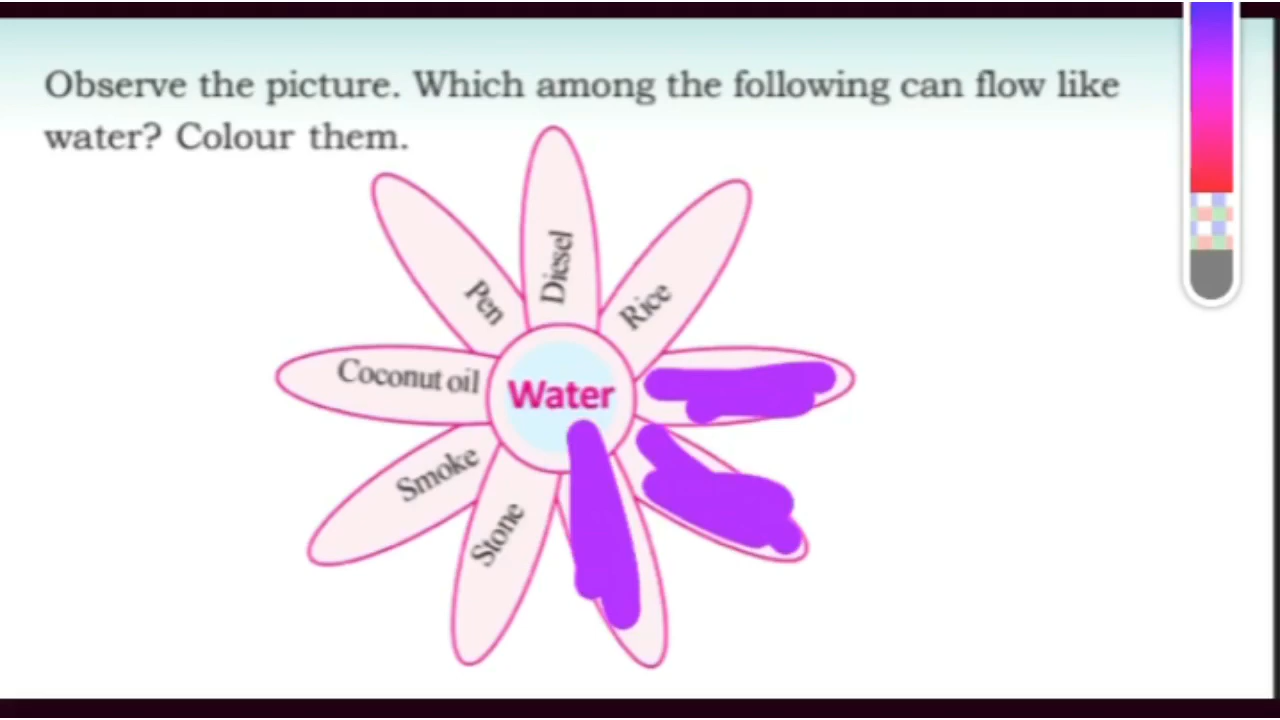 Observe the picture. Which among the following can flow like
water? Colour them.
Diesel
Pen
Rice
Coconut oil
Water
Smoke
Stone